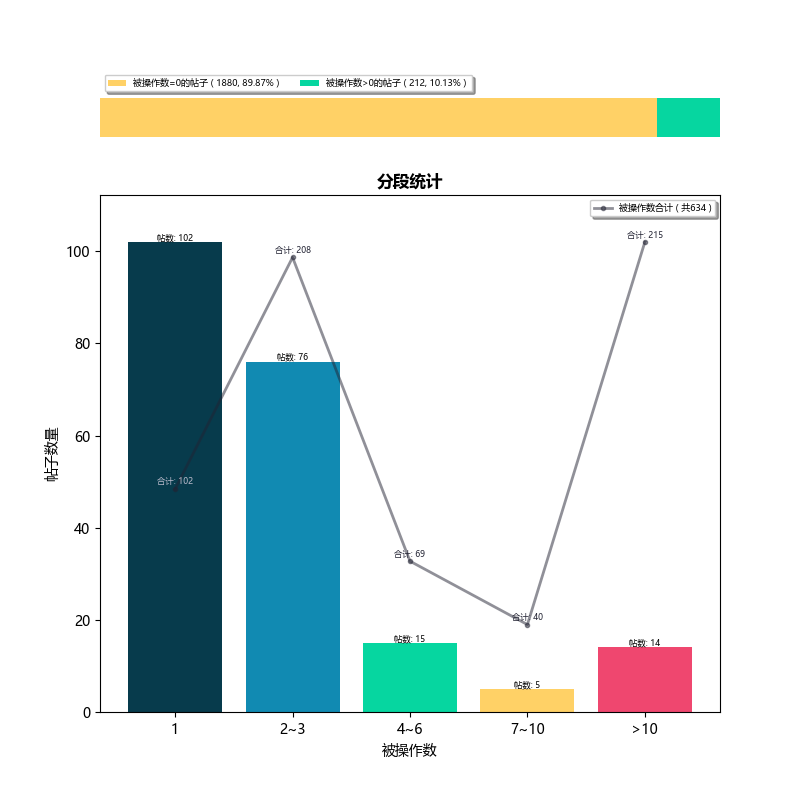 被操作数=0的帖子 ( 1880, 89.87% ) 被操作数>0的帖子 ( 212, 10.13% )
分段统计
被操作数合计 ( 共634 )
帖数: 102
合计: 208
合计: 215
帖数: 76
合计: 102
合计: 69
合计: 40
帖数: 15
帖数: 5
帖数: 14
帖子数量
100
80
60
40
20
0
1 2~3 4~6 7~10 >10
被操作数